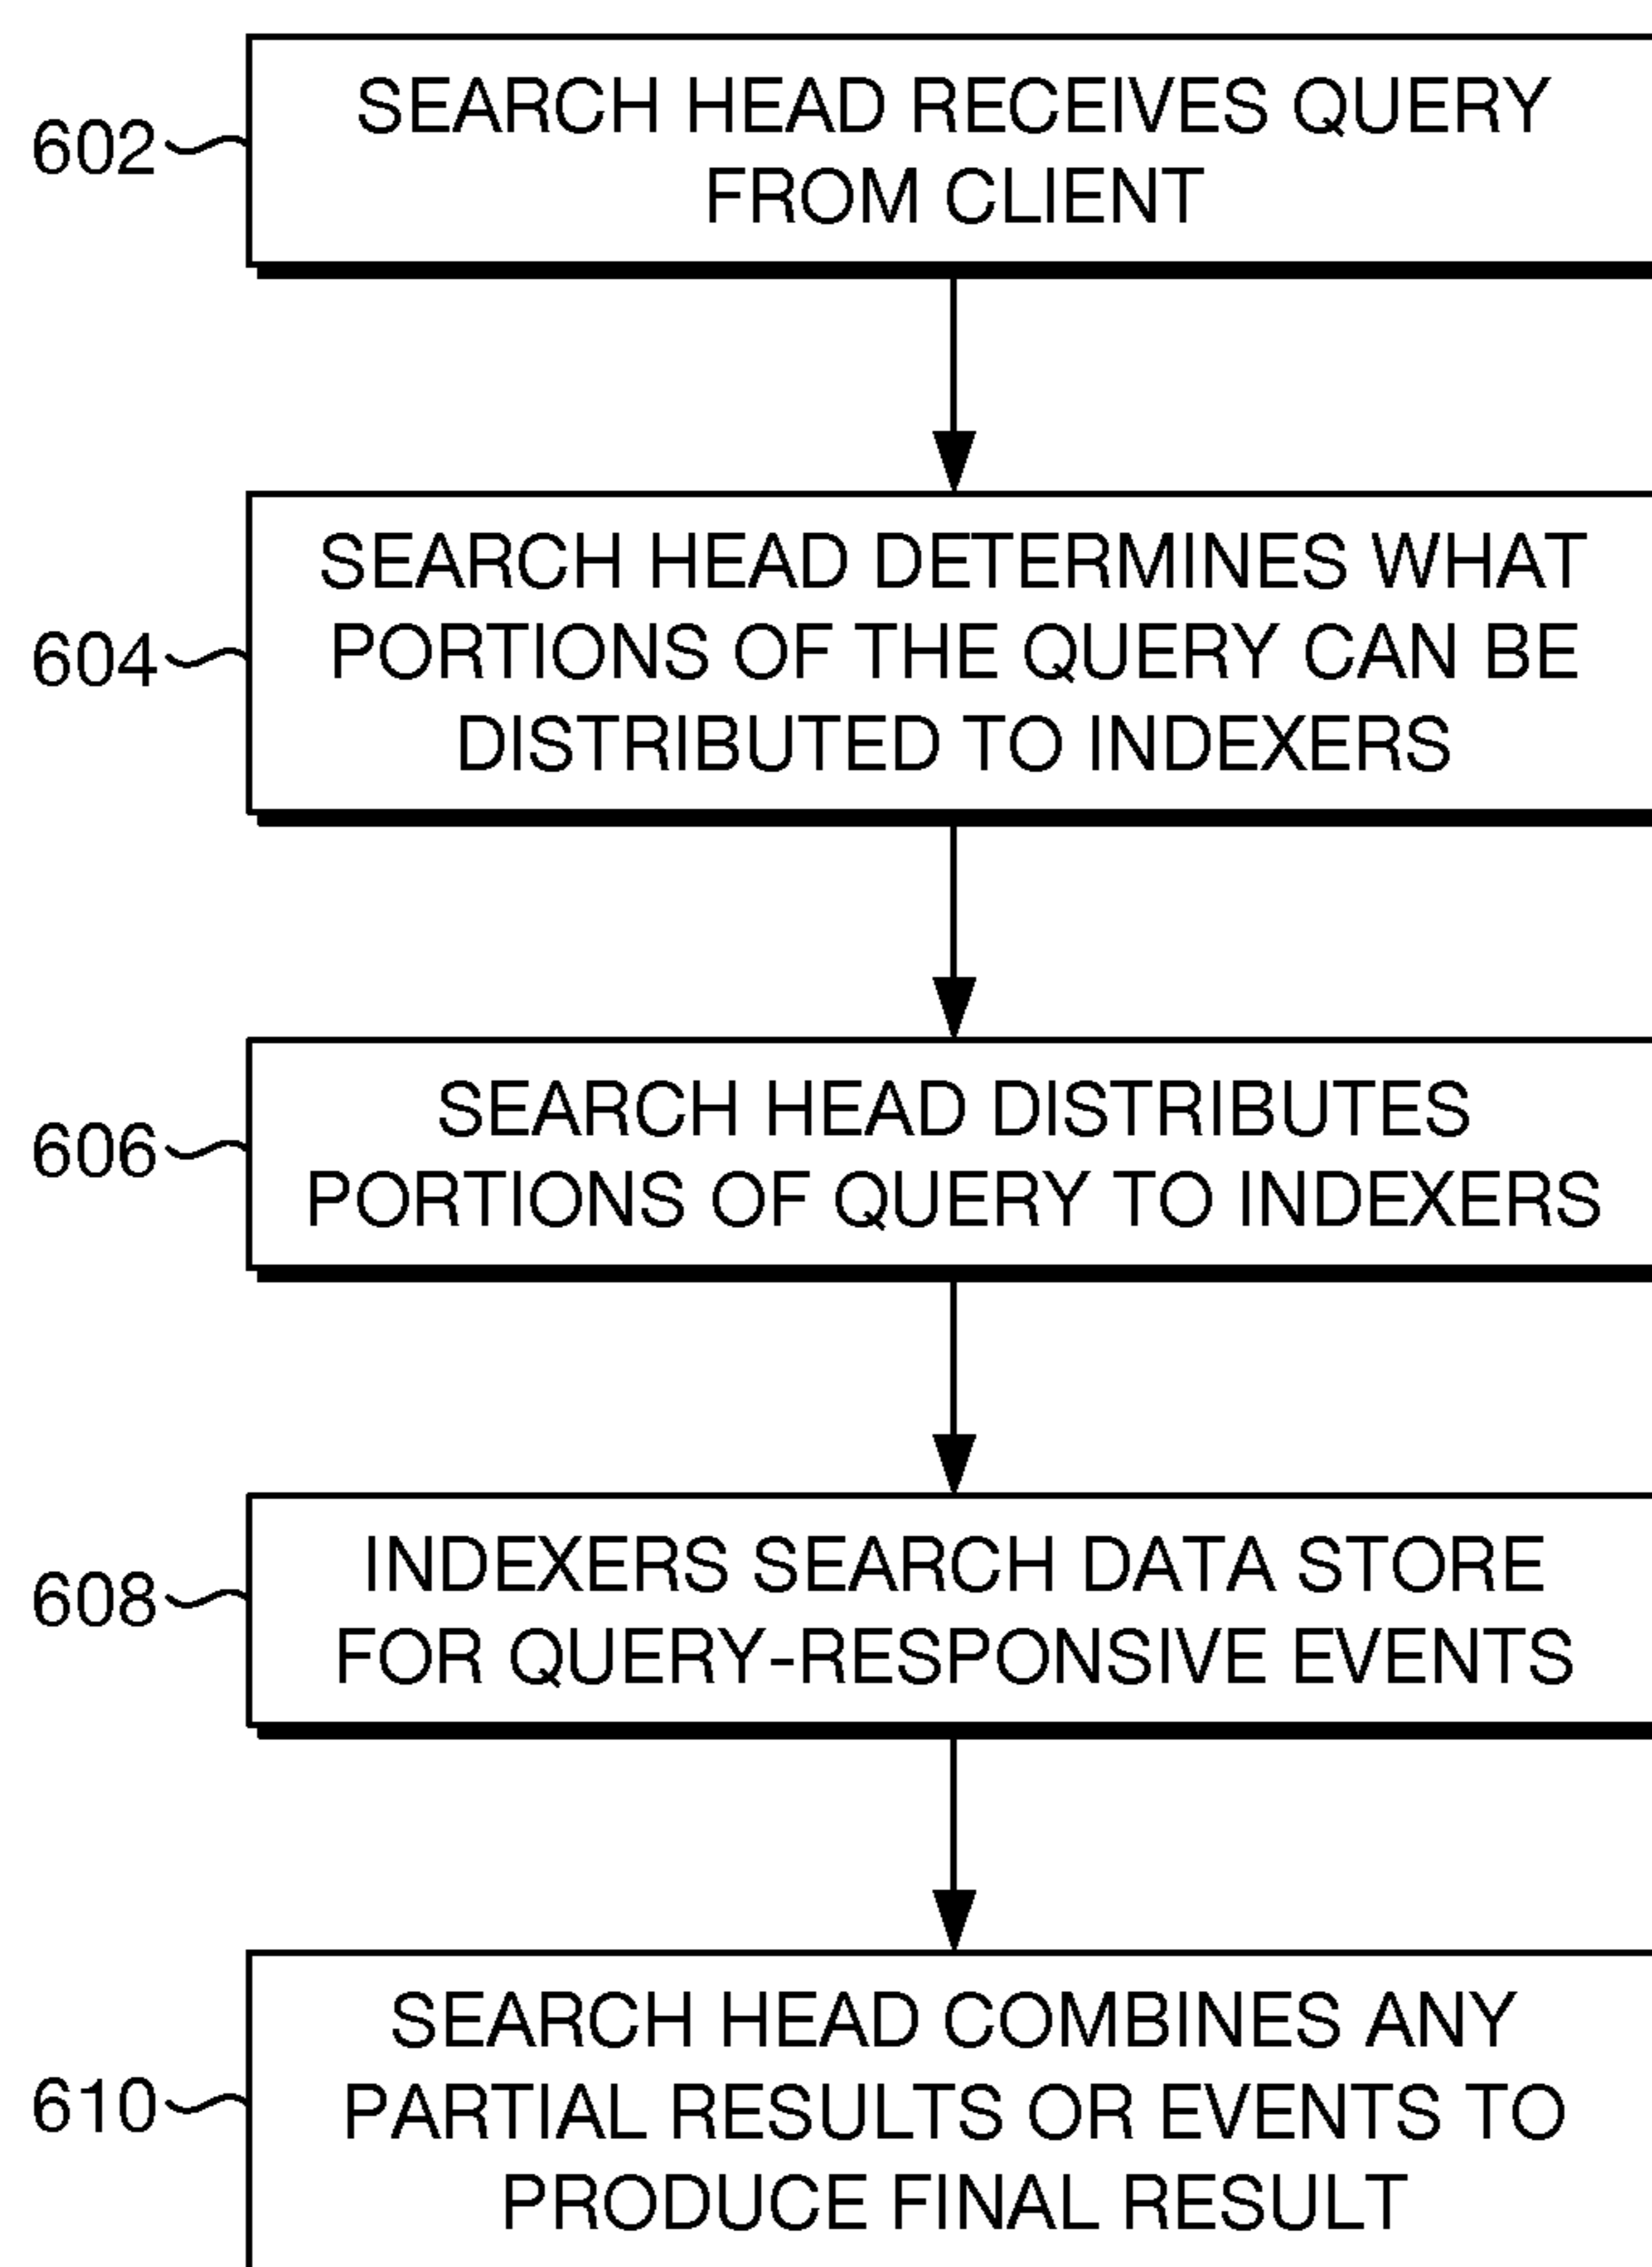 602
SEARCH HEAD RECEIVES QUERY
FROM CLIENT
604
SEARCH HEAD DETERMINES WHAT
PORTIONS OF THE QUERY CAN BE
DISTRIBUTED TO INDEXERS
606
SEARCH HEAD DISTRIBUTES
PORTIONS OF QUERY TO INDEXERS
608
INDEXERS SEARCH DATA STORE
FOR QUERY-RESPONSIVE EVENTS
610
SEARCH HEAD COMBINES ANY
PARTIAL RESULTS OR EVENTS TO
PRODUCE FINAL RESULT